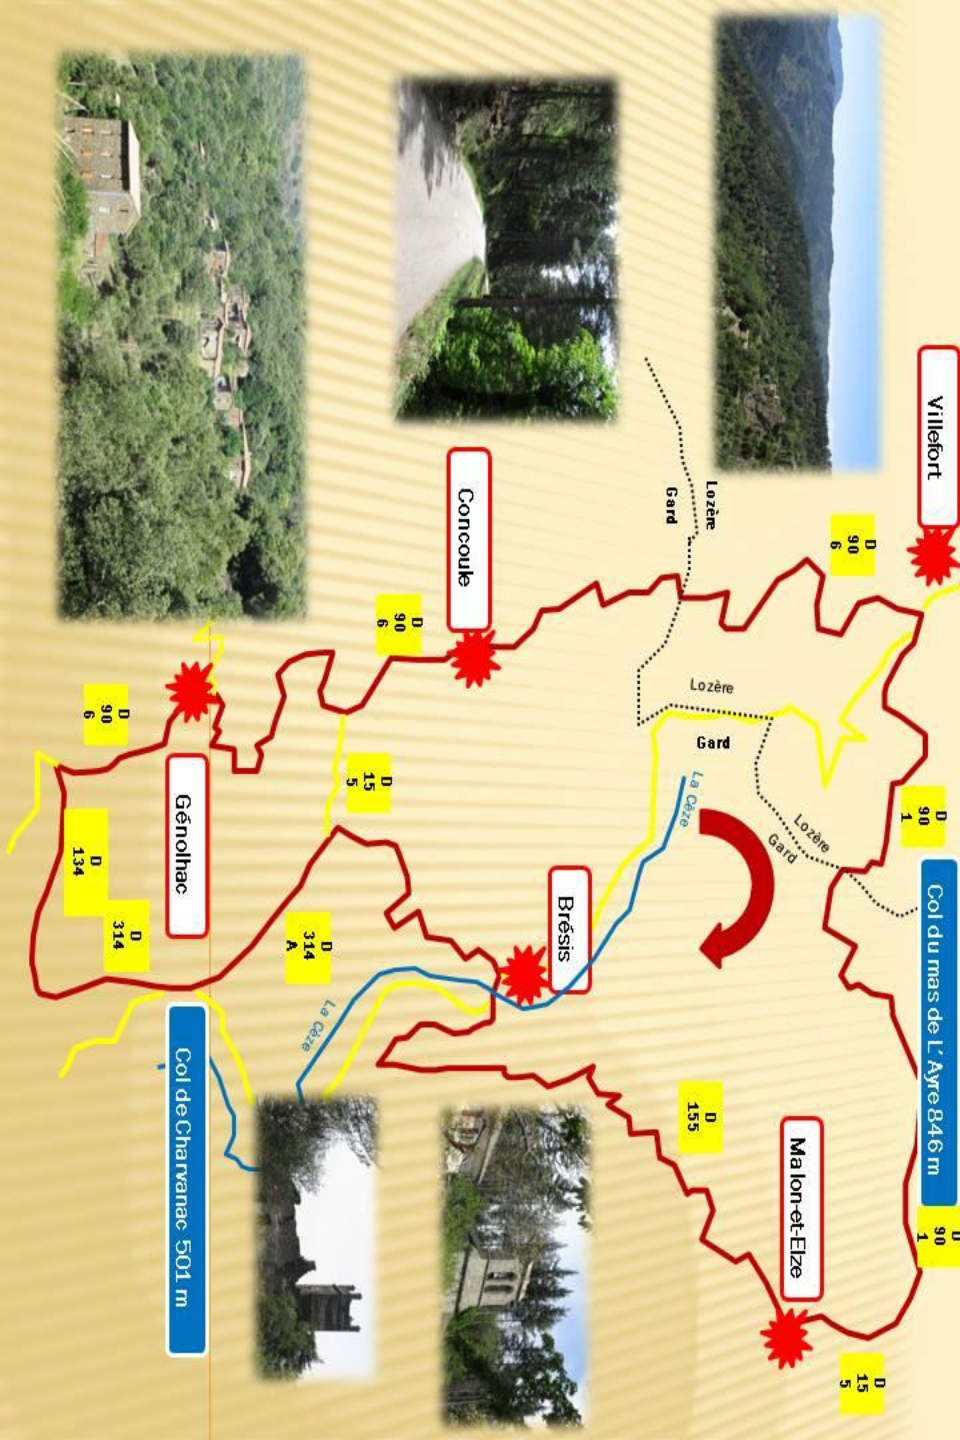 Villefort
D
90
6
Lozère
Gard
Concoule
D
90
6
Lozère
Gard
D
90
1
Col du mas de L’Ayre 846 m
Lozère
Gard
La Cèze
D
15
5
Brésis
D
90
6
Génolhac
D
134
D
314
D
314
A
La Cèze
D
155
Malon-et-Elze
D
90
1
Col de Charvanac 501 m
D
15
5